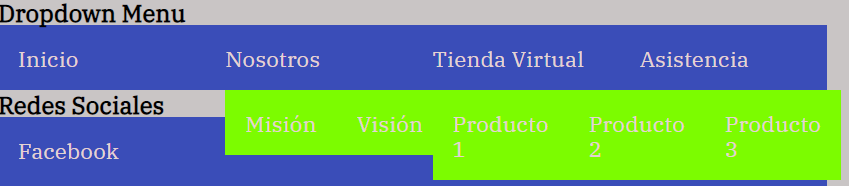 Dropdown Menu
Inicio Nosotros Tienda Virtual Asistencia
Redes Sociales
Misión Visión Producto 1 Producto 2 Producto 3
Facebook